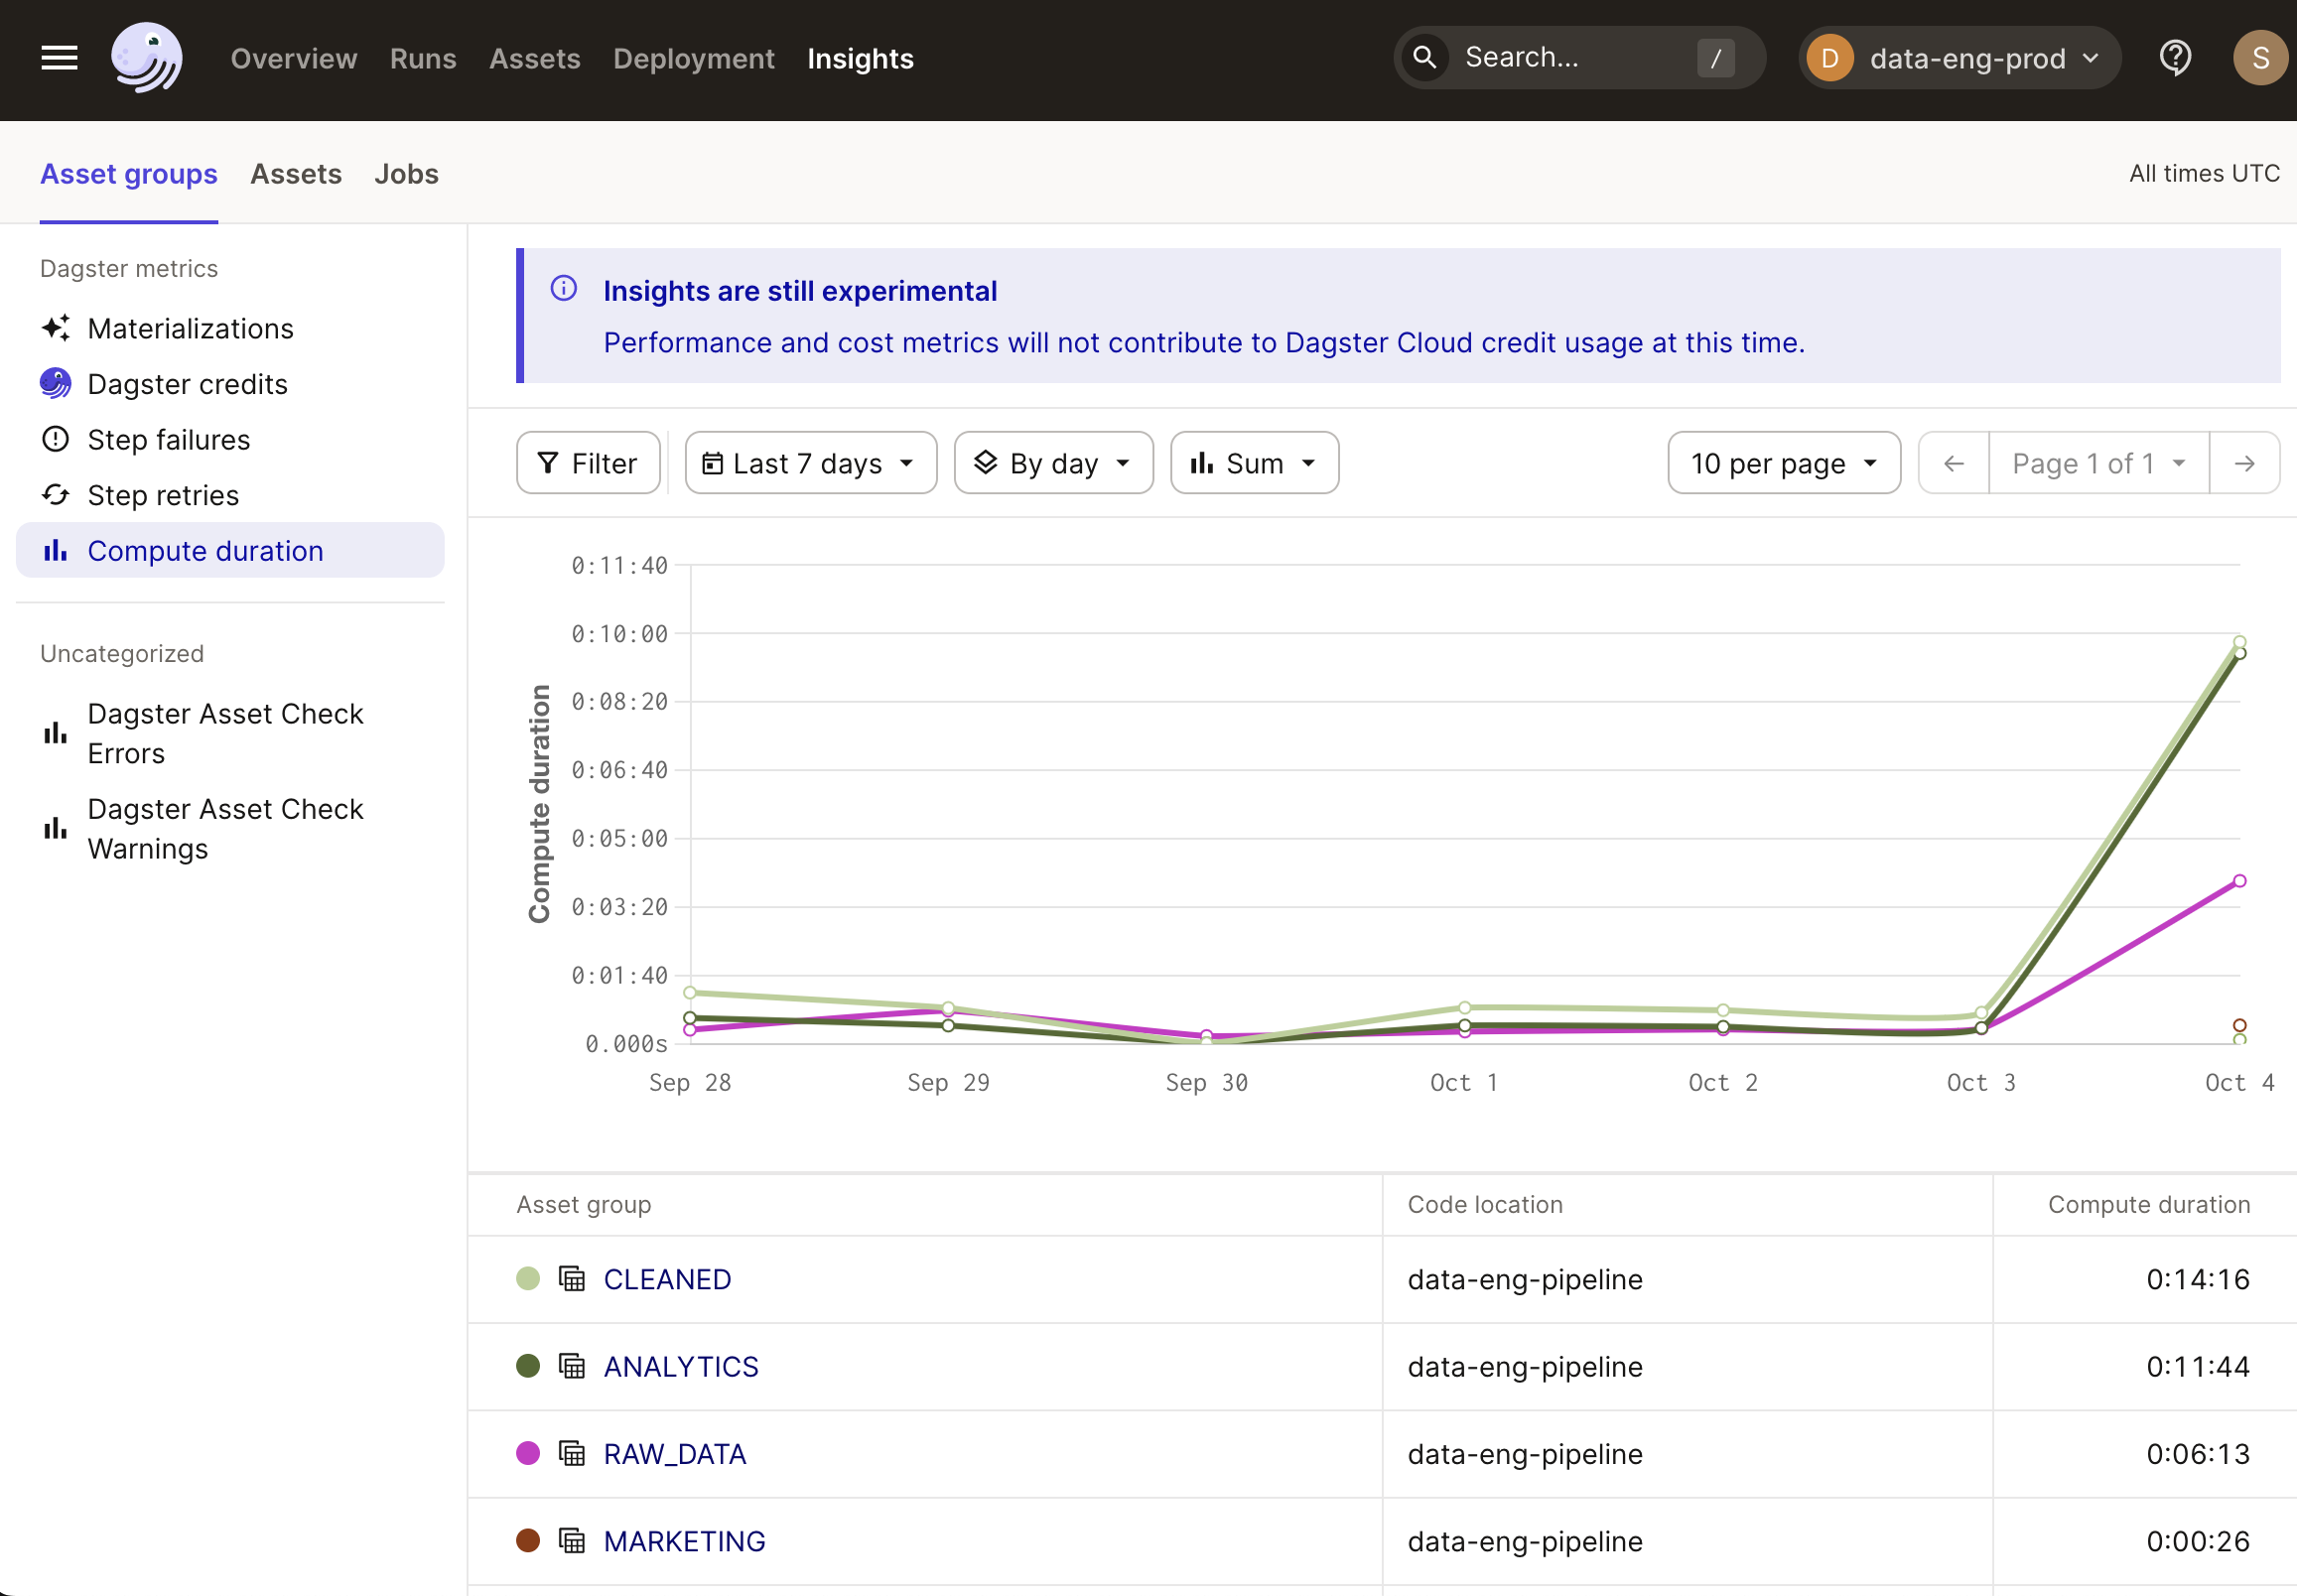 Overview Runs Assets Deployment Insights Search... / D data-eng-prod S
Asset groups Assets Jobs All times UTC
Dagster metrics
Materializations
Dagster credits
Step failures
Step retries
Compute duration
Uncategorized
Dagster Asset Check
Errors
Dagster Asset Check
Warnings
Insights are still experimental
Performance and cost metrics will not contribute to Dagster Cloud credit usage at this time.
Filter Last 7 days By day Sum 10 per page Page 1 of 1
Compute duration
0:11:40
0:10:00
0:08:20
0:06:40
0:05:00
0:03:20
0:01:40
0.000s
Sep 28 Sep 29 Sep 30 Oct 1 Oct 2 Oct 3 Oct 4
Asset group Code location Compute duration
CLEANED data-eng-pipeline 0:14:16
ANALYTICS data-eng-pipeline 0:11:44
RAW_DATA data-eng-pipeline 0:06:13
MARKETING data-eng-pipeline 0:00:26